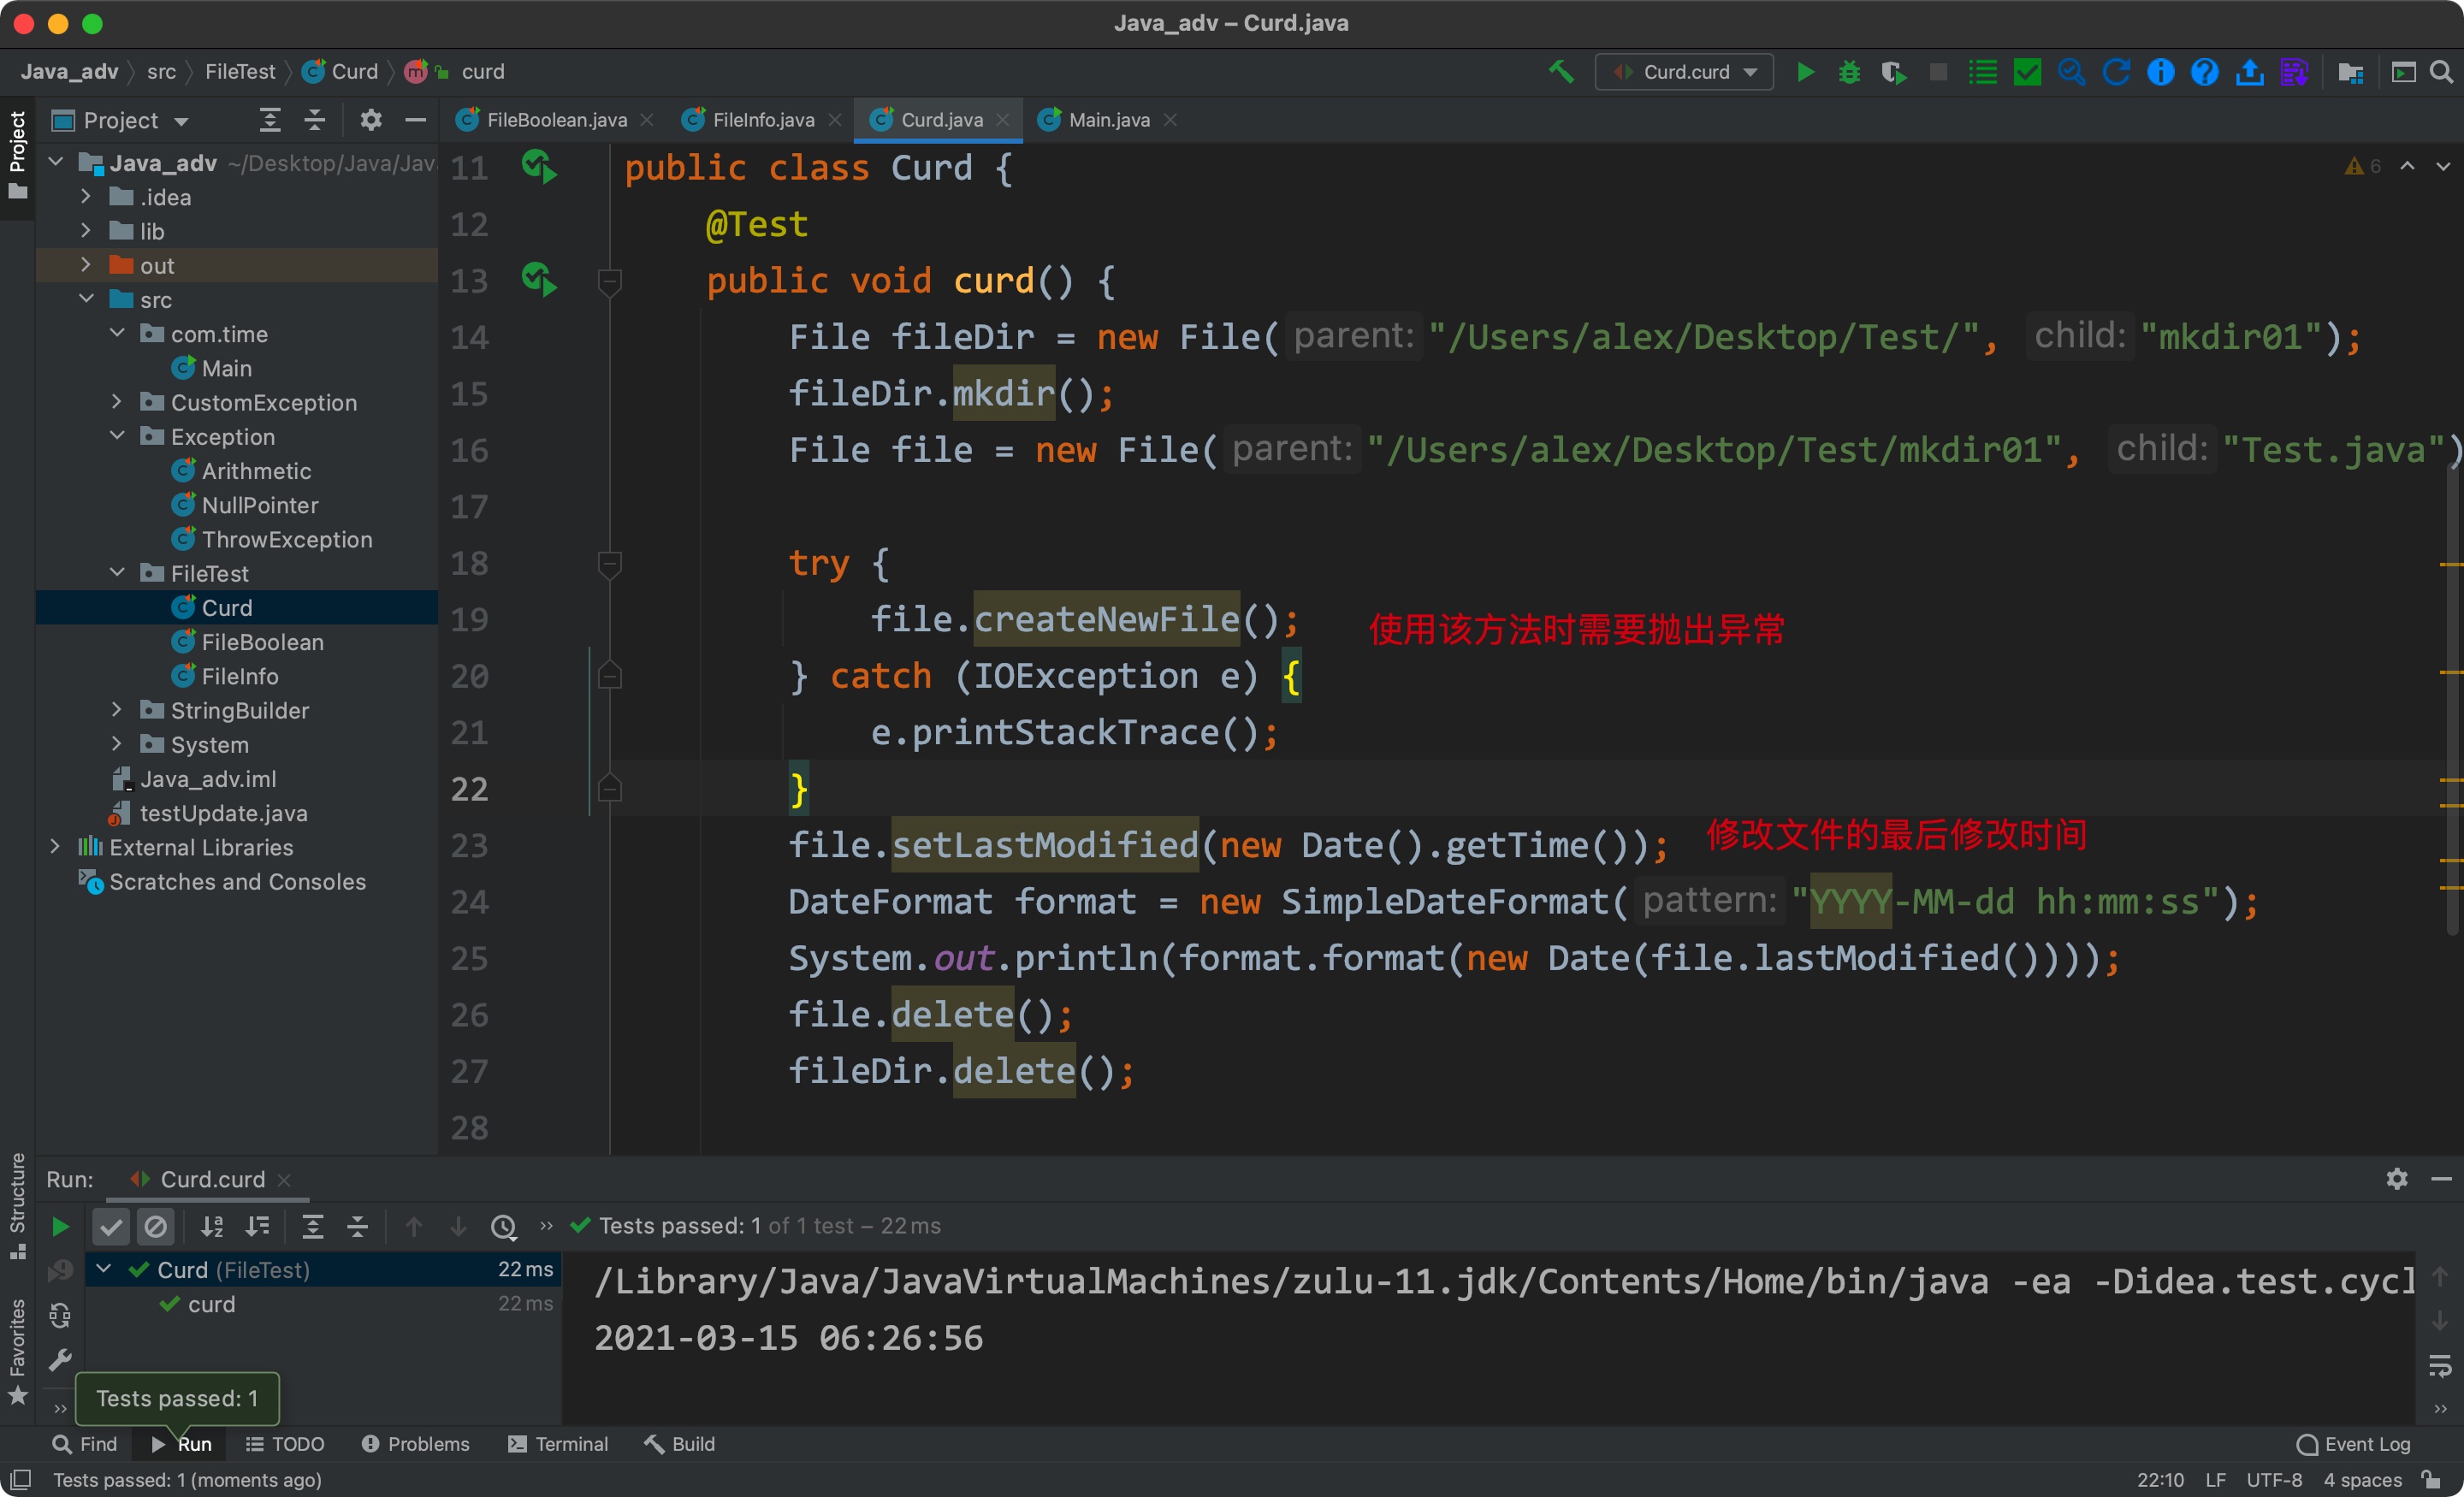 Java_adv – Curd.java
Java_adv src FileTest Curd curd
Curd.curd
Project
Project
FileBoolean.java FileInfo.java Curd.java Main.java
Java_adv ~/Desktop/Java/Jav
.idea
lib
out
src
com.time
Main
CustomException
Exception
Arithmetic
NullPointer
ThrowException
FileTest
Curd
FileBoolean
FileInfo
StringBuilder
System
Java_adv.iml
testUpdate.java
External Libraries
Scratches and Consoles
6
11 public class Curd {
12 @Test
13 public void curd() {
14 File fileDir = new File( parent: "/Users/alex/Desktop/Test/", child: "mkdir01");
15 fileDir.mkdir();
16 File file = new File( parent: "/Users/alex/Desktop/Test/mkdir01", child: "Test.java")
17
18 try {
19 file.createNewFile(); 使用该方法时需要抛出异常
20 } catch (IOException e) {
21 e.printStackTrace();
22 }
23 file.setLastModified(new Date().getTime()); 修改文件的最后修改时间
24 DateFormat format = new SimpleDateFormat( pattern: "YYYY-MM-dd hh:mm:ss");
25 System.out.println(format.format(new Date(file.lastModified())));
26 file.delete();
27 fileDir.delete();
28
Structure
Favorites
Run: Curd.curd
Tests passed: 1 of 1 test – 22 ms
Curd (FileTest) 22 ms
curd 22 ms
/Library/Java/JavaVirtualMachines/zulu-11.jdk/Contents/Home/bin/java -ea -Didea.test.cycl
2021-03-15 06:26:56
Tests passed: 1
Find Run TODO Problems Terminal Build Event Log
Tests passed: 1 (moments ago) 22:10 LF UTF-8 4 spaces